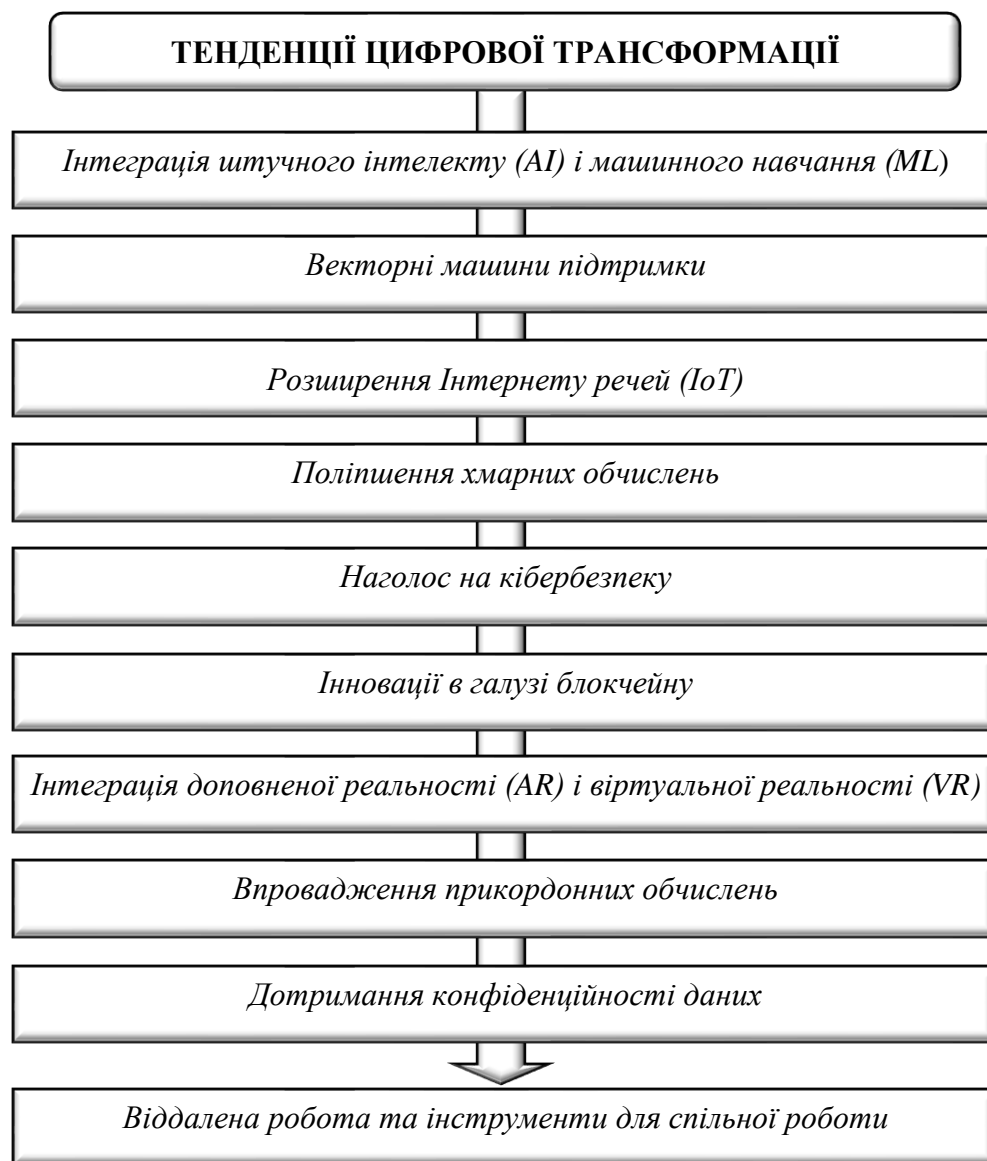 ТЕНДЕНЦІЇ ЦИФРОВОЇ ТРАНСФОРМАЦІЇ
Інтеграція штучного інтелекту (AI) і машинного навчання (ML)
Векторні машини підтримки
Розширення Інтернету речей (IoT)
Поліпшення хмарних обчислень
Наголос на кібербезпеку
Інновації в галузі блокчейну
Інтеграція доповненої реальності (AR) і віртуальної реальності (VR)
Впровадження прикордонних обчислень
Дотримання конфіденційності даних
Віддалена робота та інструменти для спільної роботи